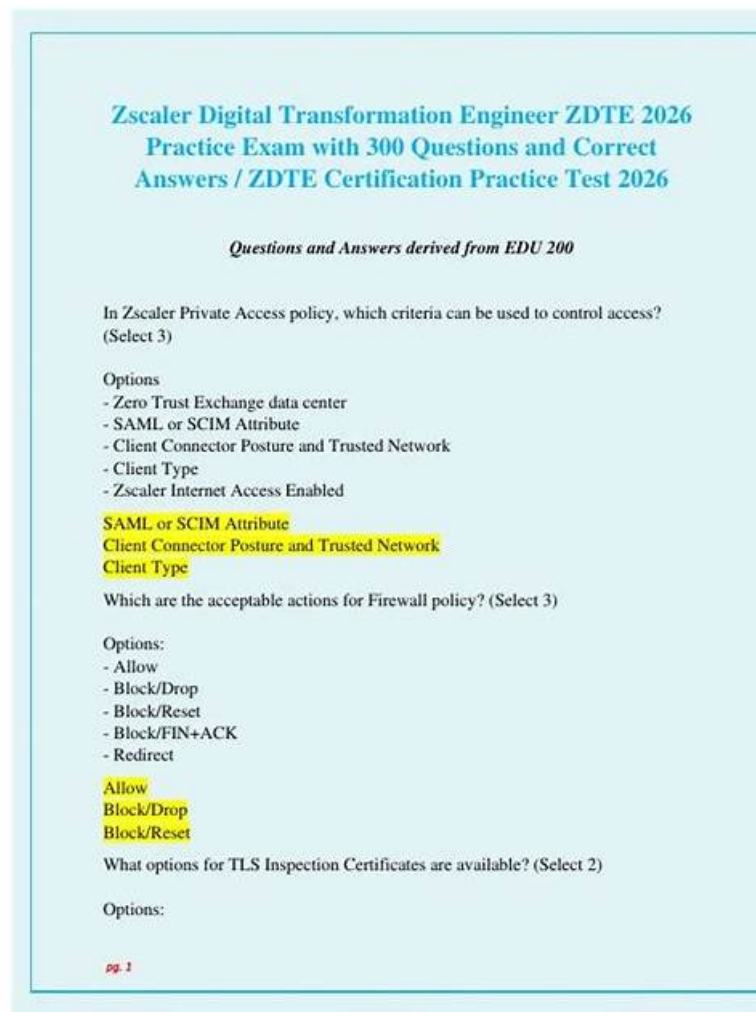 Zscaler Digital Transformation Engineer ZDTE 2026
Practice Exam with 300 Questions and Correct
Answers / ZDTE Certification Practice Test 2026
Questions and Answers derived from EDU 200
In Zscaler Private Access policy, which criteria can be used to control access?
(Select 3)
Options
- Zero Trust Exchange data center
- SAML or SCIM Attribute
- Client Connector Posture and Trusted Network
- Client Type
- Zscaler Internet Access Enabled
SAML or SCIM Attribute
Client Connector Posture and Trusted Network
Client Type
Which are the acceptable actions for Firewall policy? (Select 3)
Options:
- Allow
- Block/Drop
- Block/Reset
- Block/FIN+ACK
- Redirect
Allow
Block/Drop
Block/Reset
What options for TLS Inspection Certificates are available? (Select 2)
Options:
pg. 1